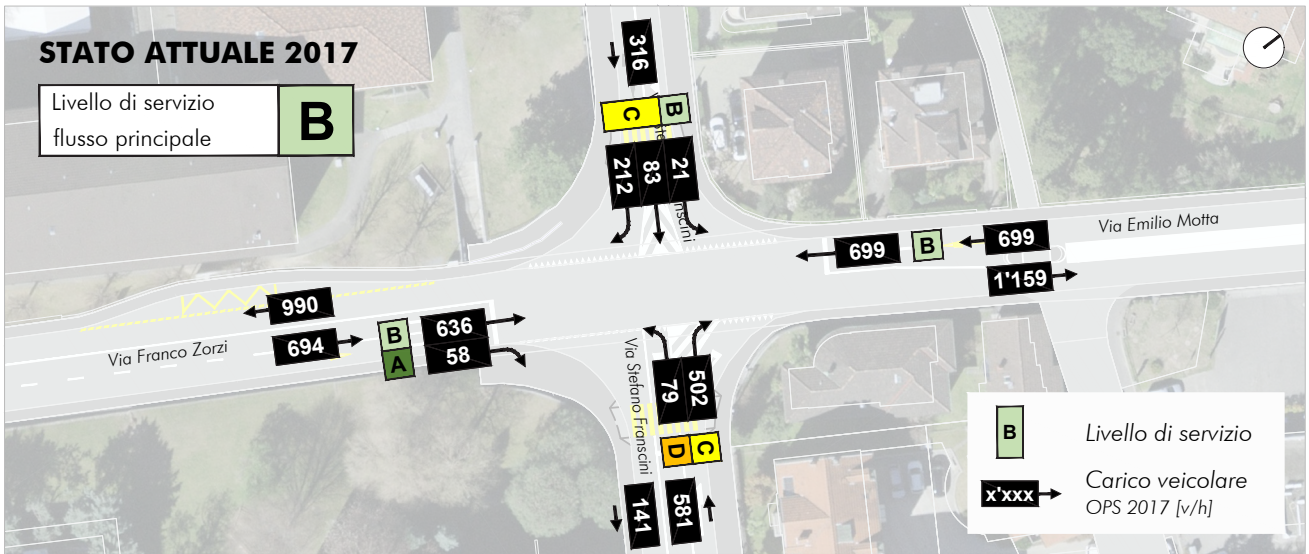 STATO ATTUALE 2017
Livello di servizio
flusso principale
B
316
C B
212 83 21
Via Emilio Motta
699 B 699
1'159
990
694
B
A
636
58
Via Franco Zorzi
Via Stefano Franscini
79 502
D C
141 581
B
Livello di servizio
x'xxx
Carico veicolare
OPS 2017 [v/h]